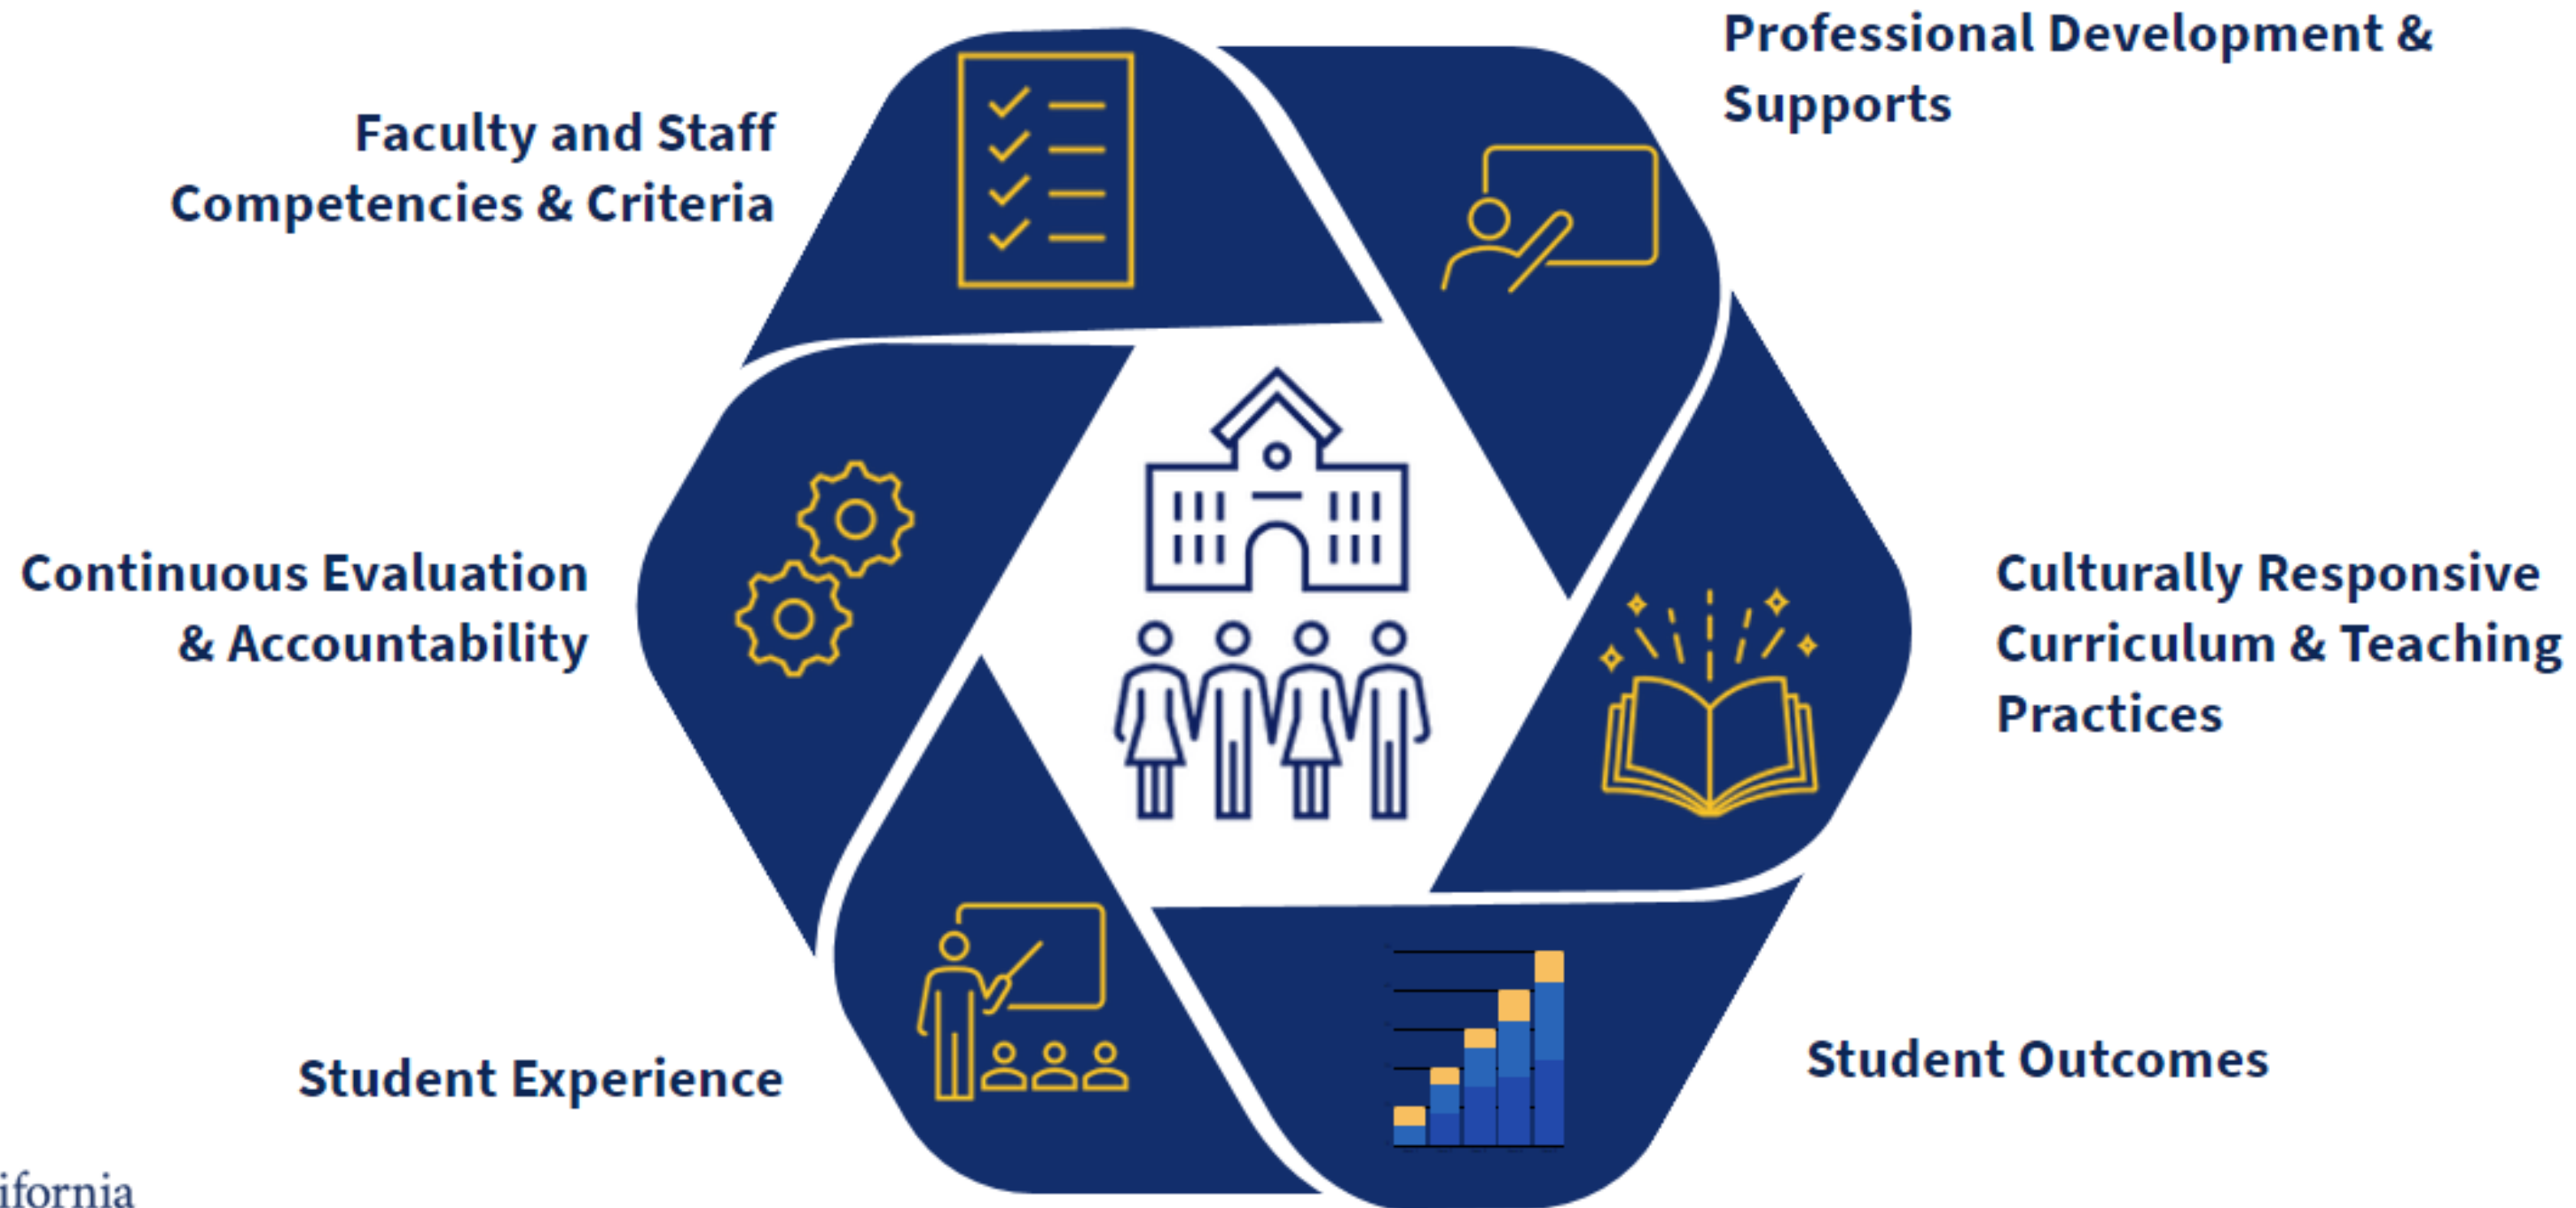 Professional Development &
Supports
Faculty and Staff
Competencies & Criteria
Continuous Evaluation
& Accountability
Culturally Responsive
Curriculum & Teaching
Practices
Student Experience
Student Outcomes
ifornia